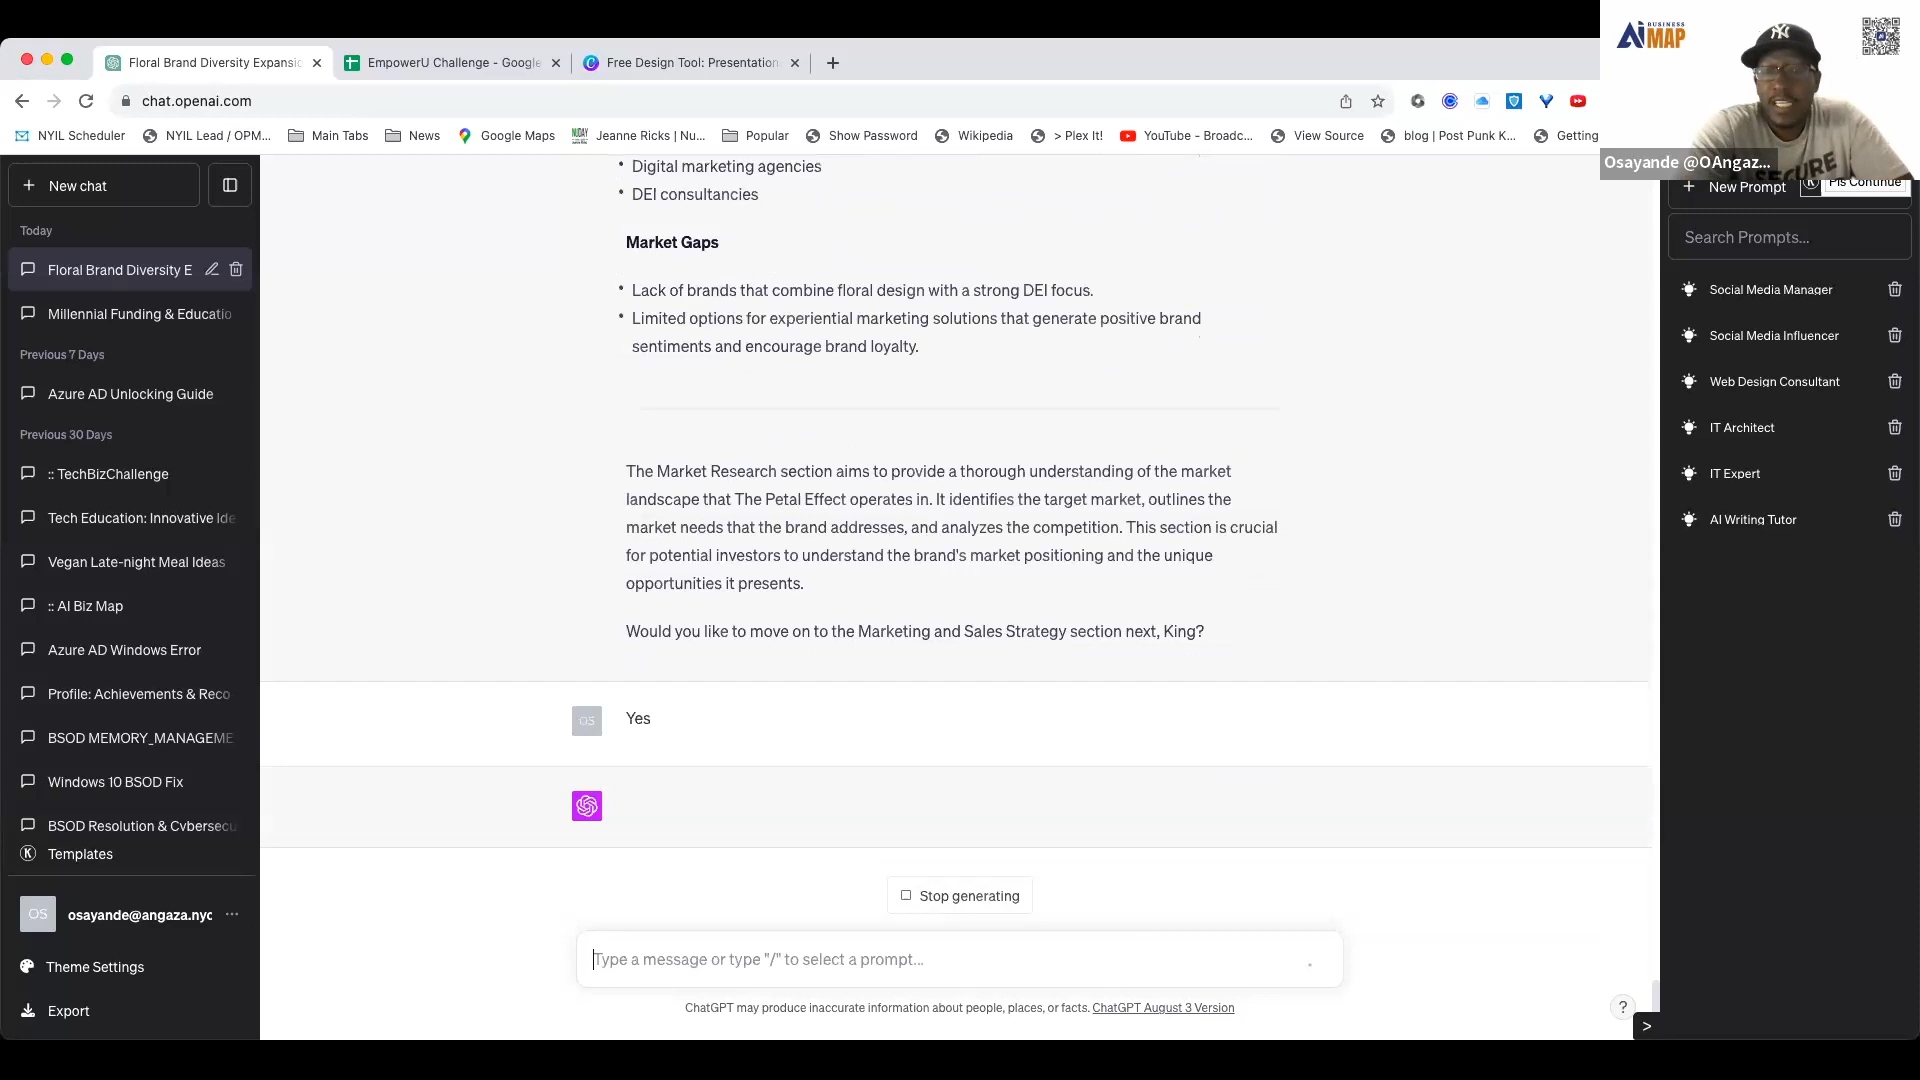 BUSINESS
AiMAP
Floral Brand Diversity Expansio
EmpowerU Challenge - Google
Free Design Tool: Presentation
chat.openai.com
NYIL Scheduler
NYIL Lead / OPM...
Main Tabs
News
Google Maps
Jeanne Ricks | Nu...
Popular
Show Password
Wikipedia
> Plex It!
YouTube - Broadc...
View Source
blog | Post Punk K...
Getting
Osayande @OAngaz...
SECURE
New chat
Today
Floral Brand Diversity E
Millennial Funding & Educatio
Previous 7 Days
Azure AD Unlocking Guide
Previous 30 Days
:: TechBizChallenge
Tech Education: Innovative Ide
Vegan Late-night Meal Ideas
:: AI Biz Map
Azure AD Windows Error
Profile: Achievements & Reco
BSOD MEMORY_MANAGEME
Windows 10 BSOD Fix
BSOD Resolution & Cybersecu
Templates
OS
osayande@angaza.nyc
Theme Settings
Export
• Digital marketing agencies
• DEI consultancies
Market Gaps
• Lack of brands that combine floral design with a strong DEI focus.
• Limited options for experiential marketing solutions that generate positive brand
sentiments and encourage brand loyalty.
The Market Research section aims to provide a thorough understanding of the market
landscape that The Petal Effect operates in. It identifies the target market, outlines the
market needs that the brand addresses, and analyzes the competition. This section is crucial
for potential investors to understand the brand's market positioning and the unique
opportunities it presents.
Would you like to move on to the Marketing and Sales Strategy section next, King?
OS
Yes
Stop generating
Type a message or type "/" to select a prompt...
ChatGPT may produce inaccurate information about people, places, or facts. ChatGPT August 3 Version
?
>
New Prompt
Pls Continue
Search Prompts...
Social Media Manager
Social Media Influencer
Web Design Consultant
IT Architect
IT Expert
AI Writing Tutor